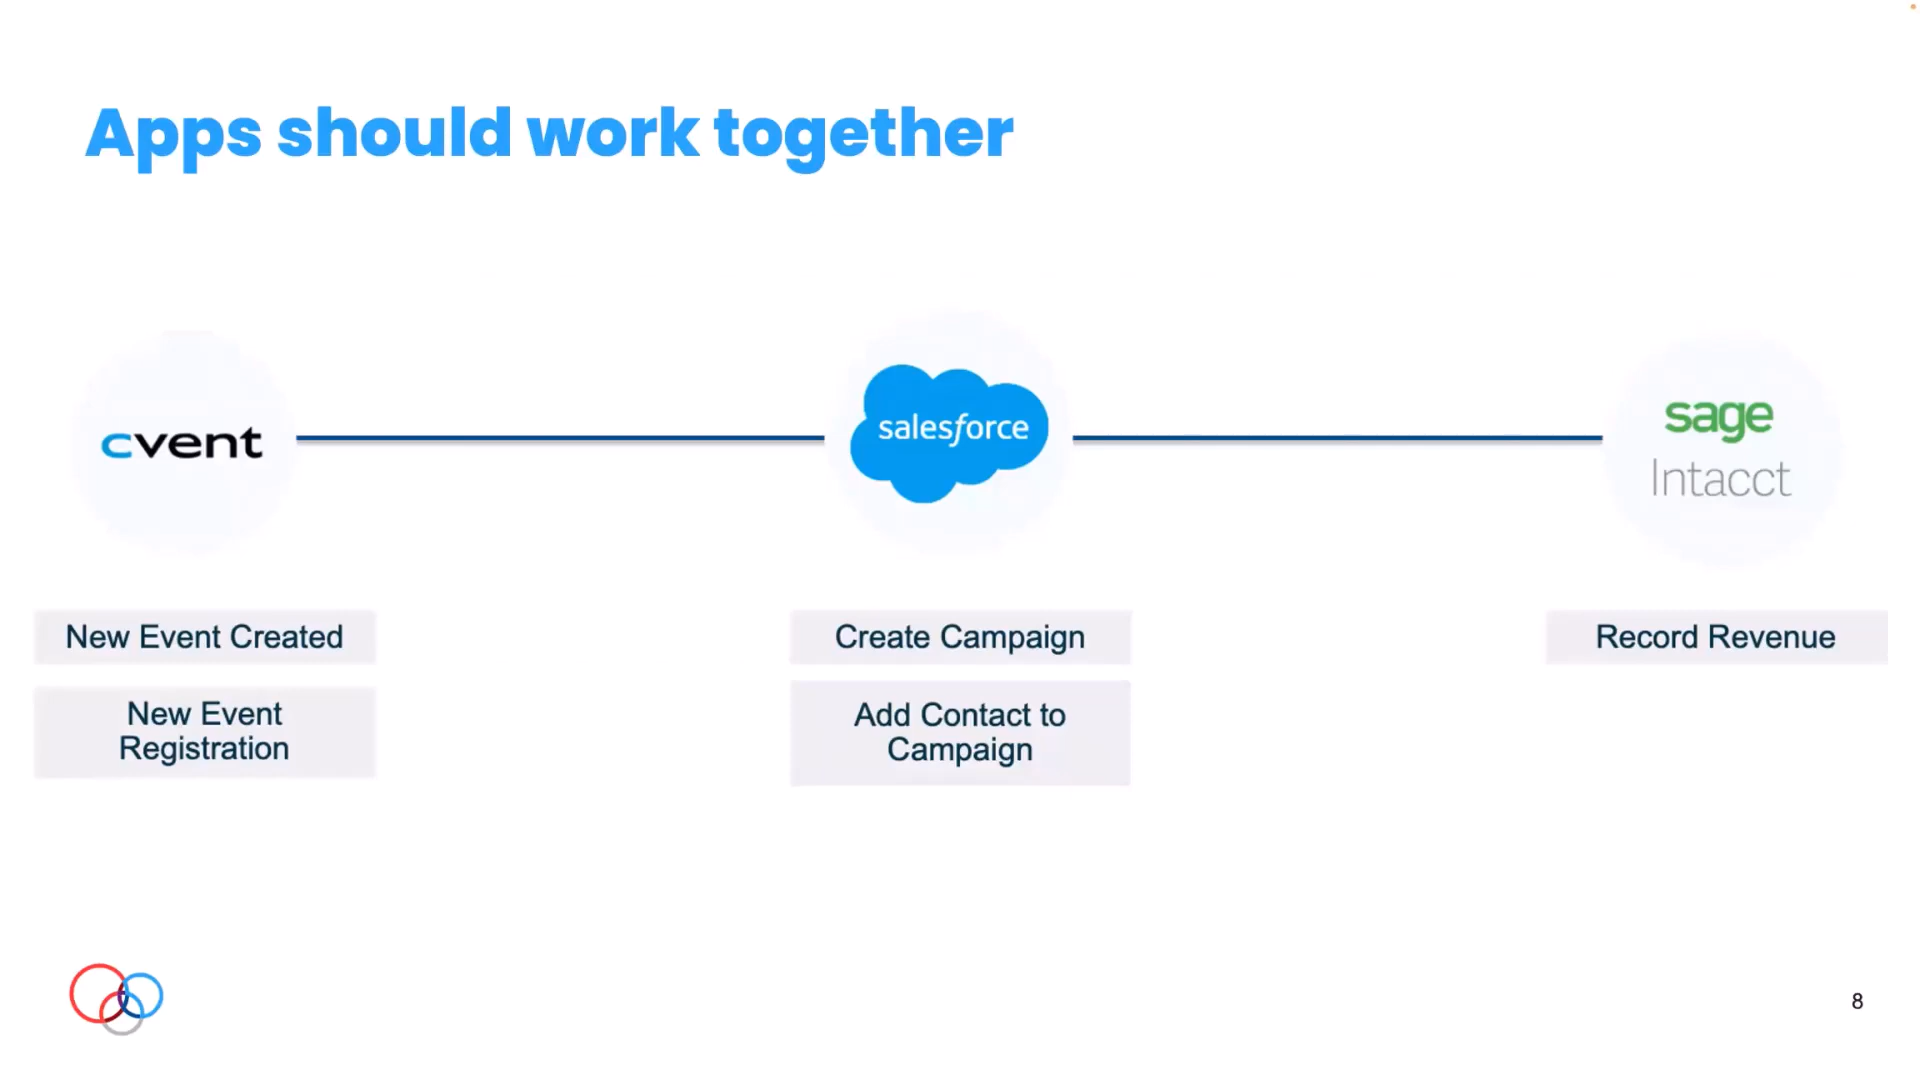 Apps should work together
cvent
salesforce
sage
Intacct
New Event Created
Create Campaign
Record Revenue
New Event
Registration
Add Contact to
Campaign
8